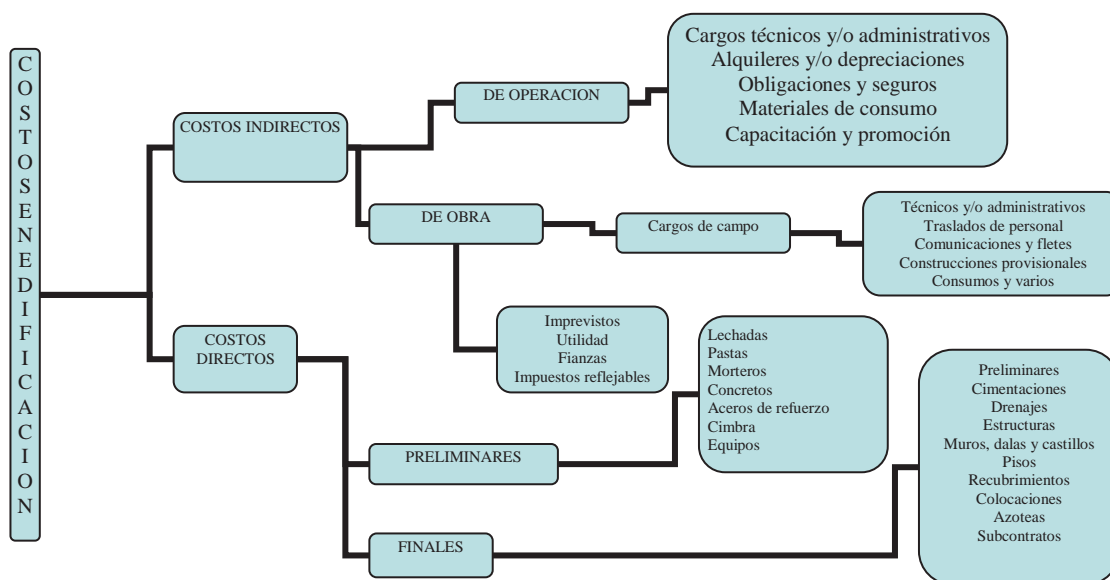 COSTOSENEDIFICACION
COSTOS INDIRECTOS
DE OPERACION
Cargos técnicos y/o administrativos
Alquileres y/o depreciaciones
Obligaciones y seguros
Materiales de consumo
Capacitación y promoción
DE OBRA
Cargos de campo
Técnicos y/o administrativos
Traslados de personal
Comunicaciones y fletes
Construcciones provisionales
Consumos y varios
Imprevistos
Utilidad
Fianzas
Impuestos reflejables
COSTOS
DIRECTOS
PRELIMINARES
Lechadas
Pastas
Morteros
Concretos
Aceros de refuerzo
Cimbra
Equipos
FINALES
Preliminares
Cimentaciones
Drenajes
Estructuras
Muros, dalas y castillos
Pisos
Recubrimientos
Colocaciones
Azoteas
Subcontratos